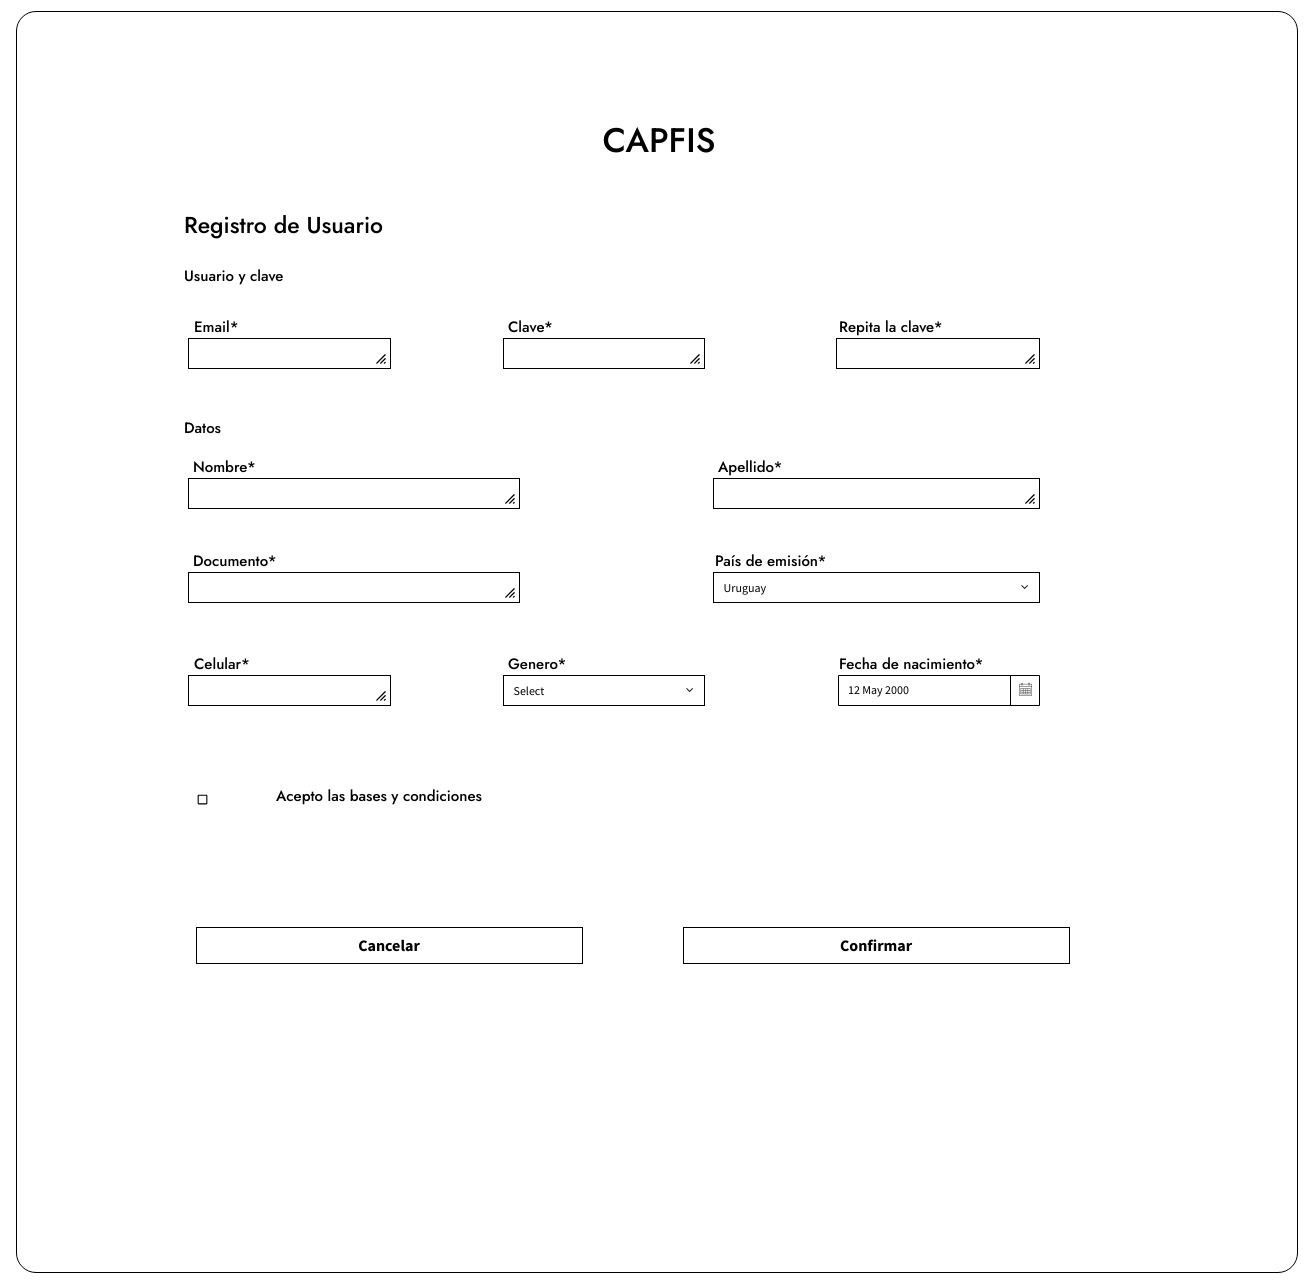 CAPFIS
Registro de Usuario
Usuario y clave
Email* Clave* Repita la clave*
Datos
Nombre* Apellido*
Documento* País de emisión*
Uruguay
Celular* Genero* Fecha de nacimiento*
Select 12 May 2000
Acepto las bases y condiciones
Cancelar Confirmar